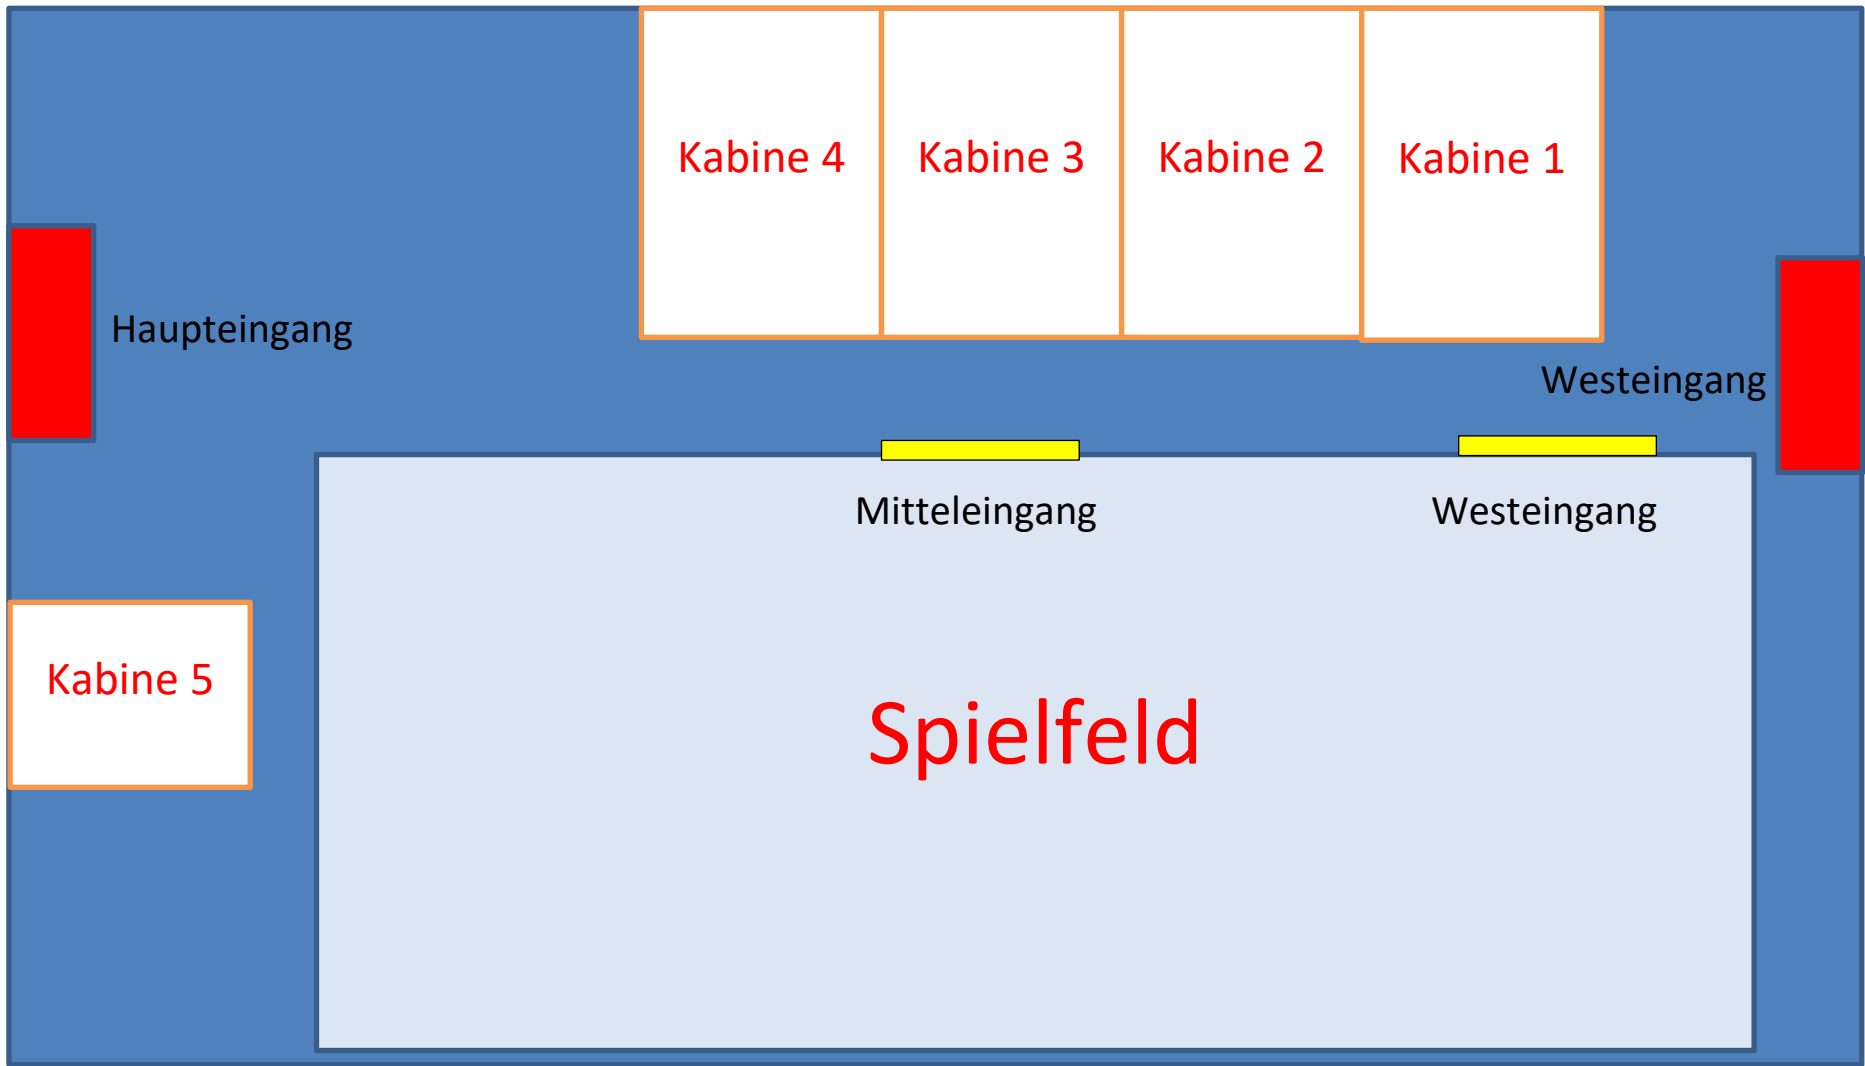 Kabine 4
Kabine 3
Kabine 2
Kabine 1
Haupteingang
Westeingang
Mitteleingang
Westeingang
Kabine 5
Spielfeld